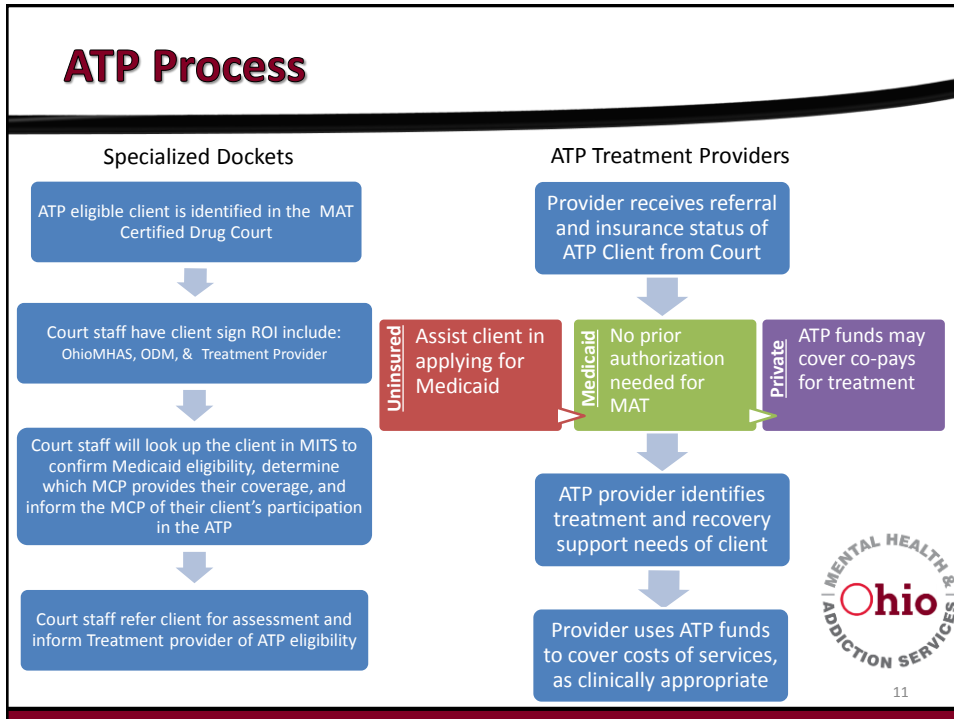 ATP Process
Specialized Dockets
ATP eligible client is identified in the MAT
Certified Drug Court
Court staff have client sign ROI include:
OhioMHAS, ODM, & Treatment Provider
Court staff will look up the client in MITS to
confirm Medicaid eligibility, determine
which MCP provides their coverage, and
inform the MCP of their client's participation
in the ATP
Court staff refer client for assessment and
inform Treatment provider of ATP eligibility
ATP Treatment Providers
Provider receives referral
and insurance status of
ATP Client from Court
Uninsured
Assist client in
applying for
Medicaid
Medicaid
No prior
authorization
needed for
MAT
Private
ATP funds may
cover co-pays
for treatment
ATP provider identifies
treatment and recovery
support needs of client
Provider uses ATP funds
to cover costs of services,
as clinically appropriate
MENTAL HEALTH &
Ohio
ADDICTION SERVICES
11